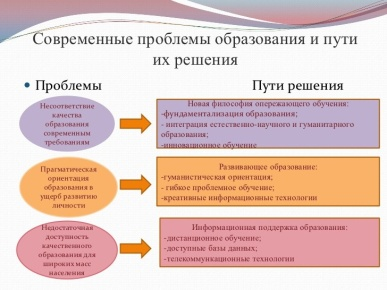 Современные проблемы образования и пути
их решения
Проблемы
Пути решения
Несоответствие
качества
образования
современным
требованиям
Новая философия опережающего обучения:
-фундаментализация образования;
- интеграция естественно-научного и гуманитарного
образования;
-инновационное обучение
Прагматическая
ориентация
образования в
ущерб развитию
личности
Развивающее образование:
-гуманистическая ориентация;
- гибкое проблемное обучение;
-креативные информационные технологии
Недостаточная
доступность
качественного
образования для
широких масс
населения
Информационная поддержка образования:
-дистанционное обучение;
-доступные базы данных;
-телекоммуникационные технологии